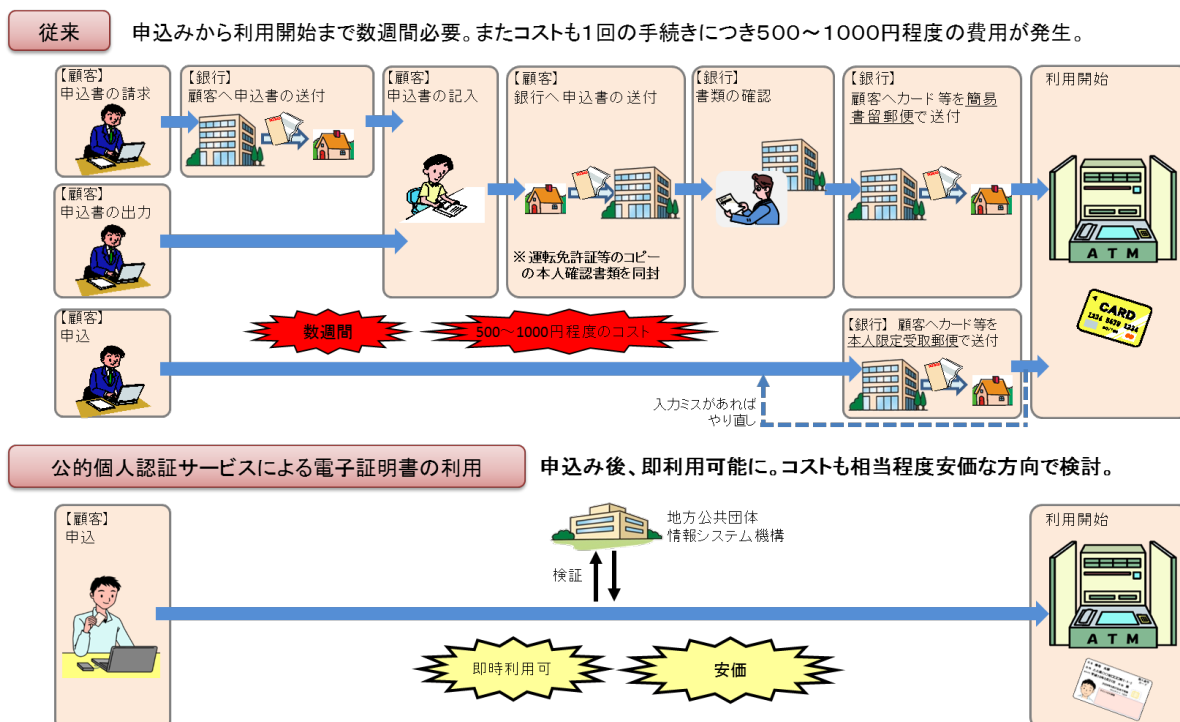 従来
申込みから利用開始まで数週間必要。またコストも1回の手続きにつき500～1000円程度の費用が発生。
【顧客】
申込書の請求
【銀行】
顧客へ申込書の送付
【顧客】
申込書の記入
【顧客】
銀行へ申込書の送付
【銀行】
書類の確認
【銀行】
顧客へカード等を簡易
書留郵便で送付
利用開始
【顧客】
申込書の出力
※運転免許証等のコピー
の本人確認書類を同封
ATM
CARD
【顧客】
申込
数週間
500～1000円程度のコスト
【銀行】 顧客へカード等を
本人限定受取郵便で送付
入力ミスがあれば
やり直し
公的個人認証サービスによる電子証明書の利用
申込み後、即利用可能に。コストも相当程度安価な方向で検討。
【顧客】
申込
地方公共団体
情報システム機構
検証
利用開始
ATM
即時利用可
安価